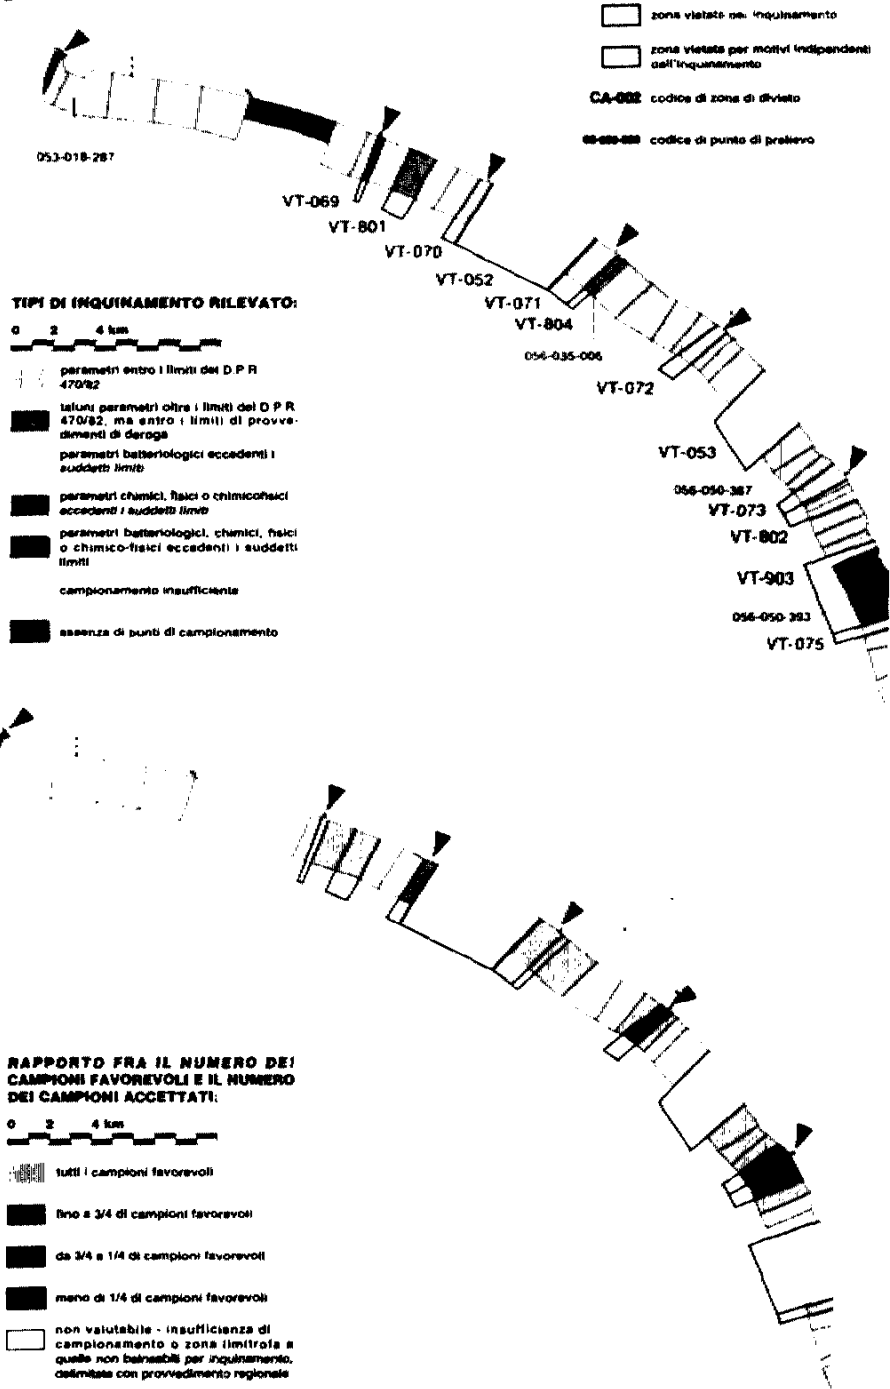 zona vietata per inquinamento
zona vietata per motivi indipendenti
dall'inquinamento
CA-002 codice di zona di divieto
codice di punto di prelievo
053-018-287
VT-069
VT-801
VT-070
VT-052
VT-071
VT-804
056-035-006
VT-072
VT-053
056-050-387
VT-073
VT-802
VT-903
056-050-393
VT-075
TIPI DI INQUINAMENTO RILEVATO:
0 2 4 km
parametri entro i limiti del D P R
470/82
taluni parametri oltre i limiti del D P R
470/82, ma entro i limiti di provve-
dimenti di deroga
parametri batteriologici eccedenti i
suddetti limiti
parametri chimici, fisici o chimicofisici
eccedenti i suddetti limiti
parametri batteriologici, chimici, fisici
o chimico-fisici eccedenti i suddetti
limiti
campionamento insufficiente
assenza di punti di campionamento
RAPPORTO FRA IL NUMERO DEI
CAMPIONI FAVOREVOLI E IL NUMERO
DEI CAMPIONI ACCETTATI:
0 2 4 km
tutti i campioni favorevoli
fino a 3/4 di campioni favorevoli
da 3/4 a 1/4 di campioni favorevoli
meno di 1/4 di campioni favorevoli
non valutabile - insufficienza di
campionamento o zona limitrofa a
quelle non balneabili per inquinamento,
delimitate con provvedimento regionale